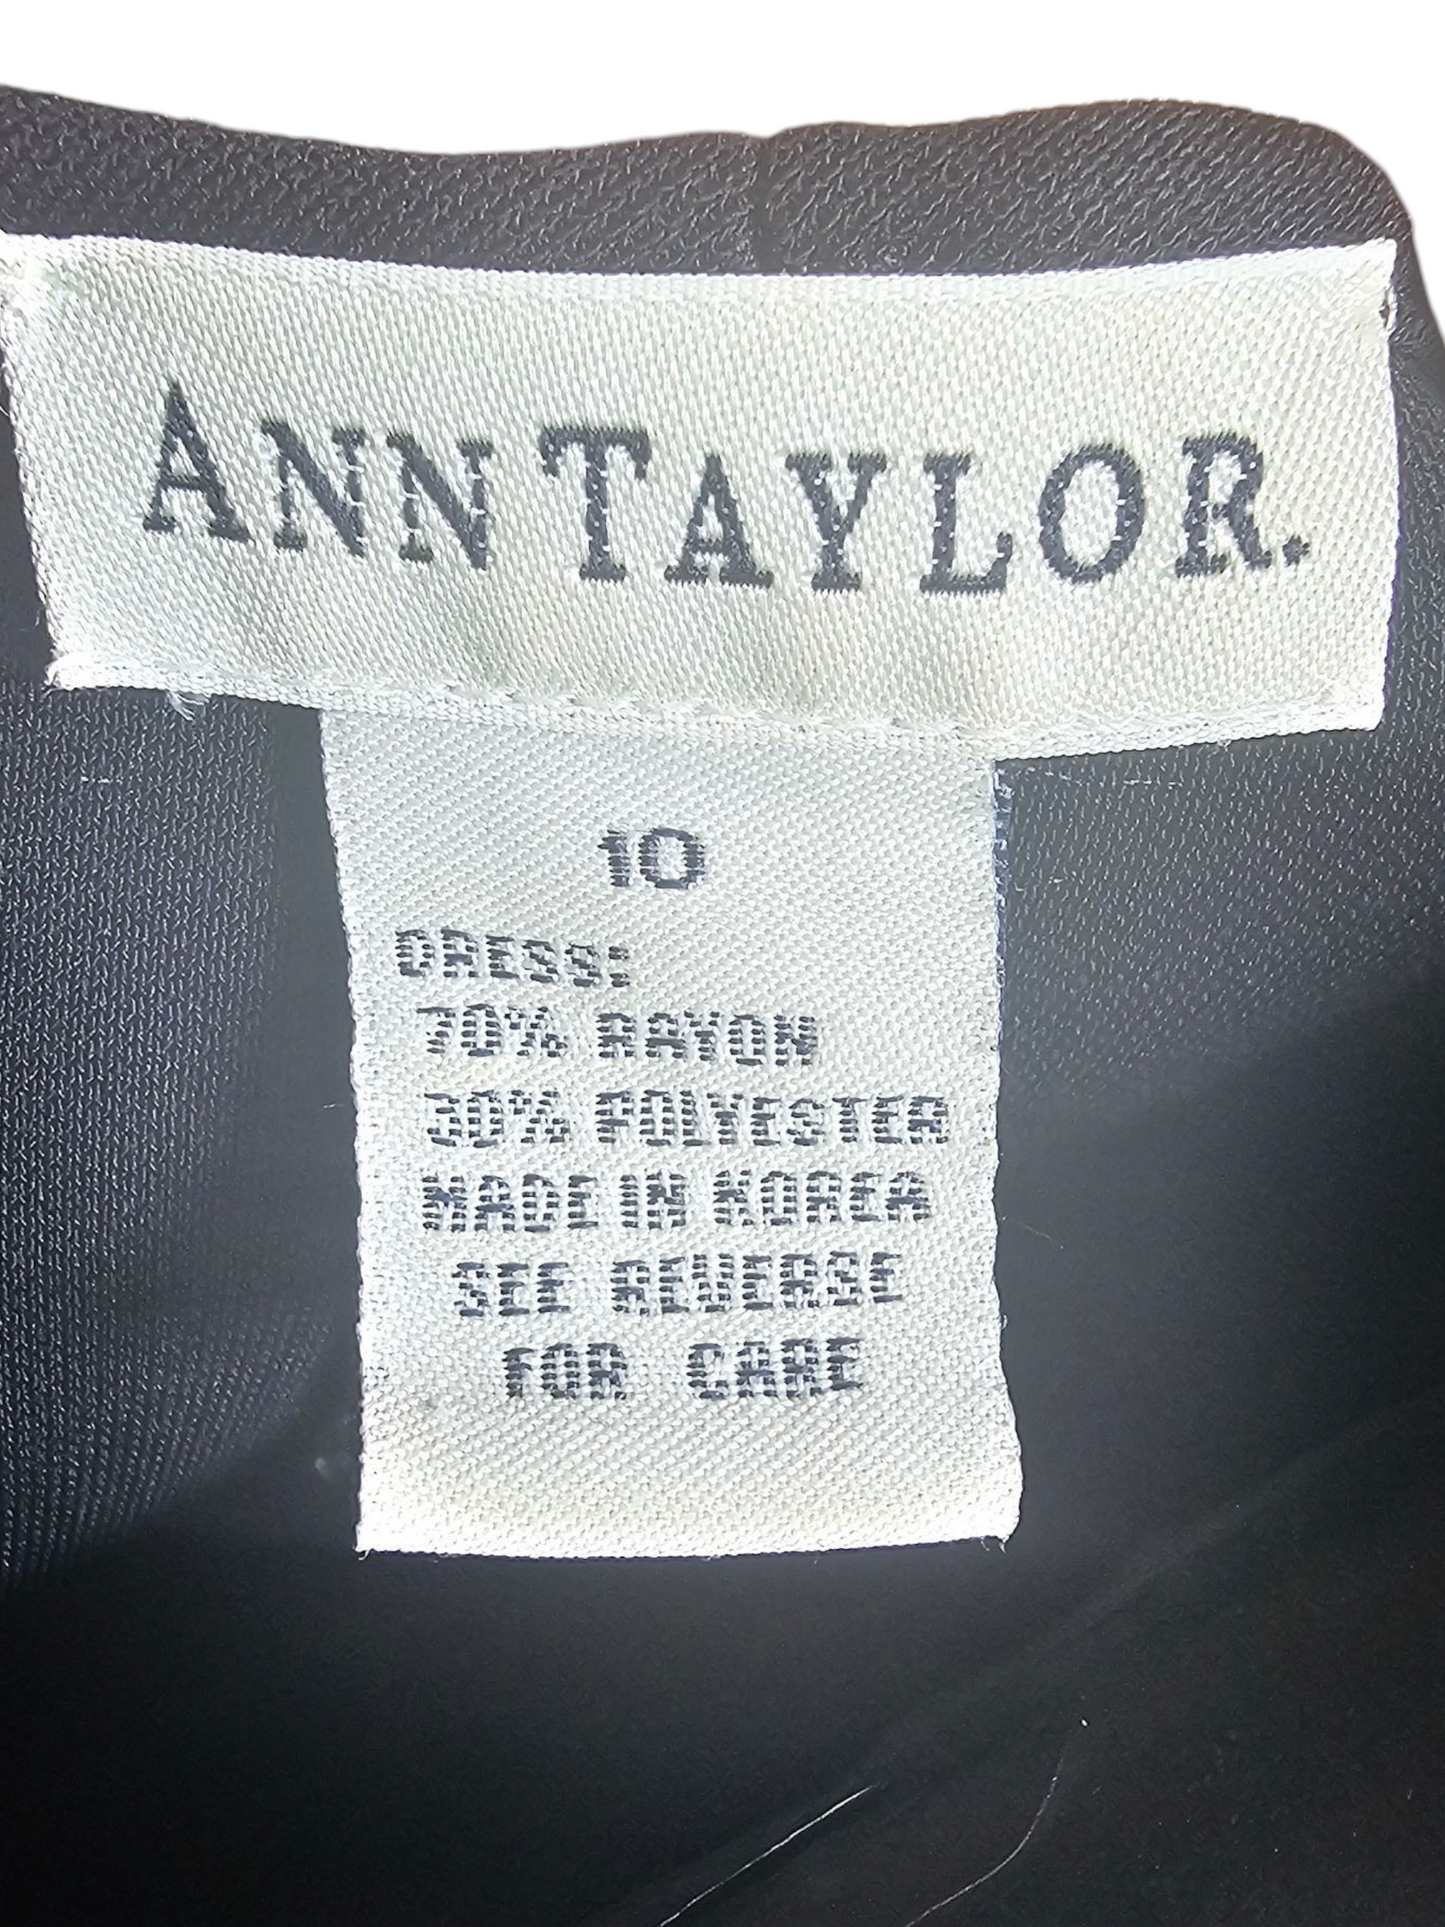 ANN TAYLOR.
10
DRESS:
70% RAYON
30% POLYESTER
MADE IN KOREA
SEE REVERSE
FOR CARE